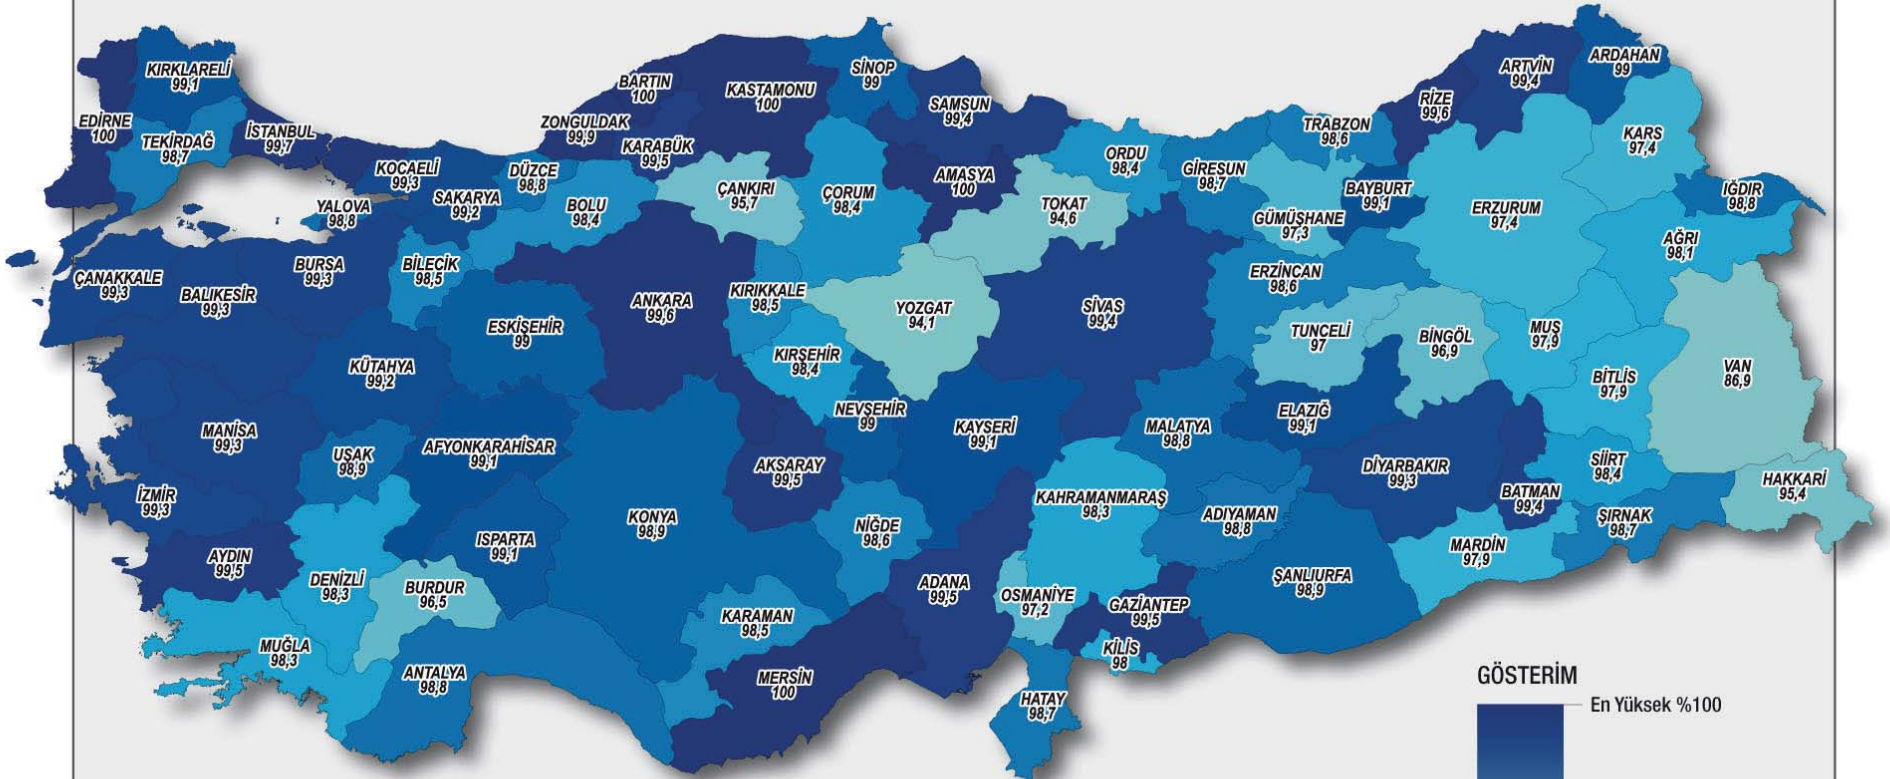 KIRKLARELİ
99,1
EDİRNE
100
TEKİRDAĞ
98,7
İSTANBUL
99,7
KOCAELİ
99,3
YALOVA
98,8
SAKARYA
99,2
DÜZCE
98,8
BOLU
98,4
ZONGULDAK
99,9
BARTIN
100
KARABÜK
99,5
KASTAMONU
100
SİNOP
99
ÇANKIRI
95,7
ÇORUM
98,4
SAMSUN
99,4
AMASYA
100
TOKAT
94,6
ORDU
98,4
GİRESUN
98,7
TRABZON
98,6
GÜMÜŞHANE
97,3
BAYBURT
99,1
RİZE
99,6
ARTVİN
99,4
ARDAHAN
99
KARS
97,4
IĞDIR
98,8
ERZURUM
97,4
AĞRI
98,1
ÇANAKKALE
99,3
BALIKESİR
99,3
BURSA
99,3
BİLECİK
98,5
ESKİŞEHİR
99
ANKARA
99,6
KIRIKKALE
98,5
KIRŞEHİR
98,4
YOZGAT
94,1
SİVAS
99,4
ERZİNCAN
98,6
TUNCELİ
97
BİNGÖL
96,9
MUŞ
97,9
BİTLİS
97,9
VAN
86,9
KÜTAHYA
99,2
MANİSA
99,3
UŞAK
98,9
AFYONKARAHİSAR
99,1
İZMİR
99,3
AYDIN
99,5
DENİZLİ
98,3
MUĞLA
98,3
BURDUR
96,5
ISPARTA
99,1
ANTALYA
98,8
KONYA
98,9
AKSARAY
99,5
NEVŞEHİR
99
NİĞDE
98,6
KAYSERİ
99,1
KARAMAN
98,5
MERSİN
100
ADANA
99,5
OSMANİYE
97,2
HATAY
98,7
KAHRAMANMARAŞ
98,3
GAZİANTEP
99,5
KİLİS
98
MALATYA
98,8
ADIYAMAN
98,8
ŞANLIURFA
98,9
ELAZIĞ
99,1
DİYARBAKIR
99,3
MARDİN
97,9
BATMAN
99,4
SİİRT
98,4
ŞIRNAK
98,7
HAKKARİ
95,4
GÖSTERİM
En Yüksek %100